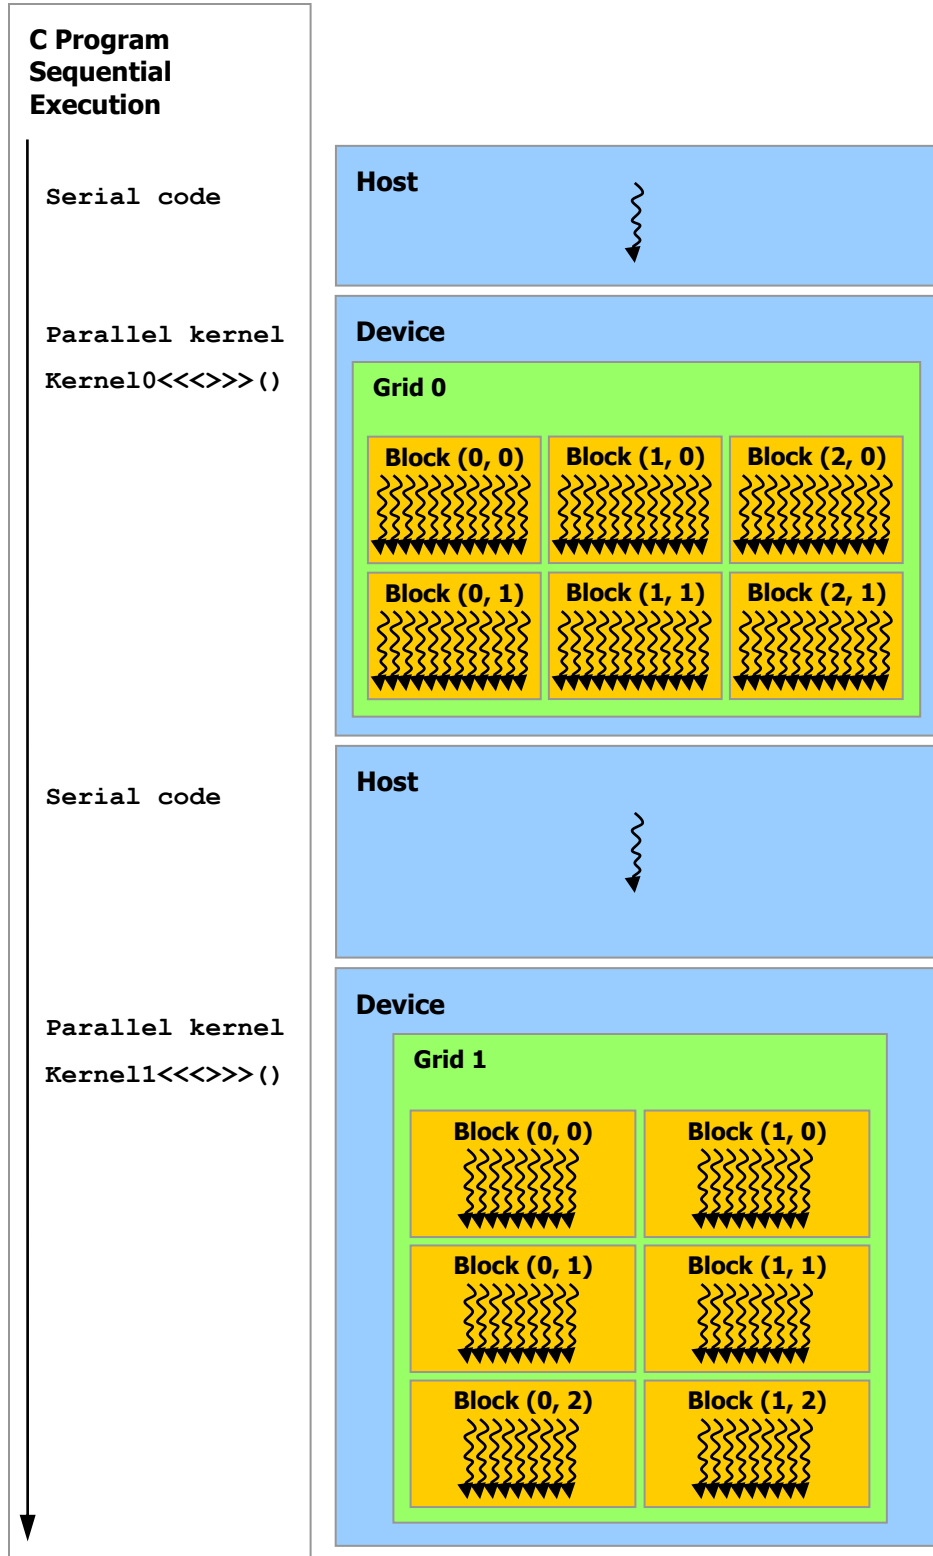 C Program
Sequential
Execution
Serial code
Host
Parallel kernel
Kernel0<<<>>>()
Device
Grid 0
Block (0, 0) Block (1, 0) Block (2, 0)
Block (0, 1) Block (1, 1) Block (2, 1)
Serial code
Host
Parallel kernel
Kernel1<<<>>>()
Device
Grid 1
Block (0, 0) Block (1, 0)
Block (0, 1) Block (1, 1)
Block (0, 2) Block (1, 2)